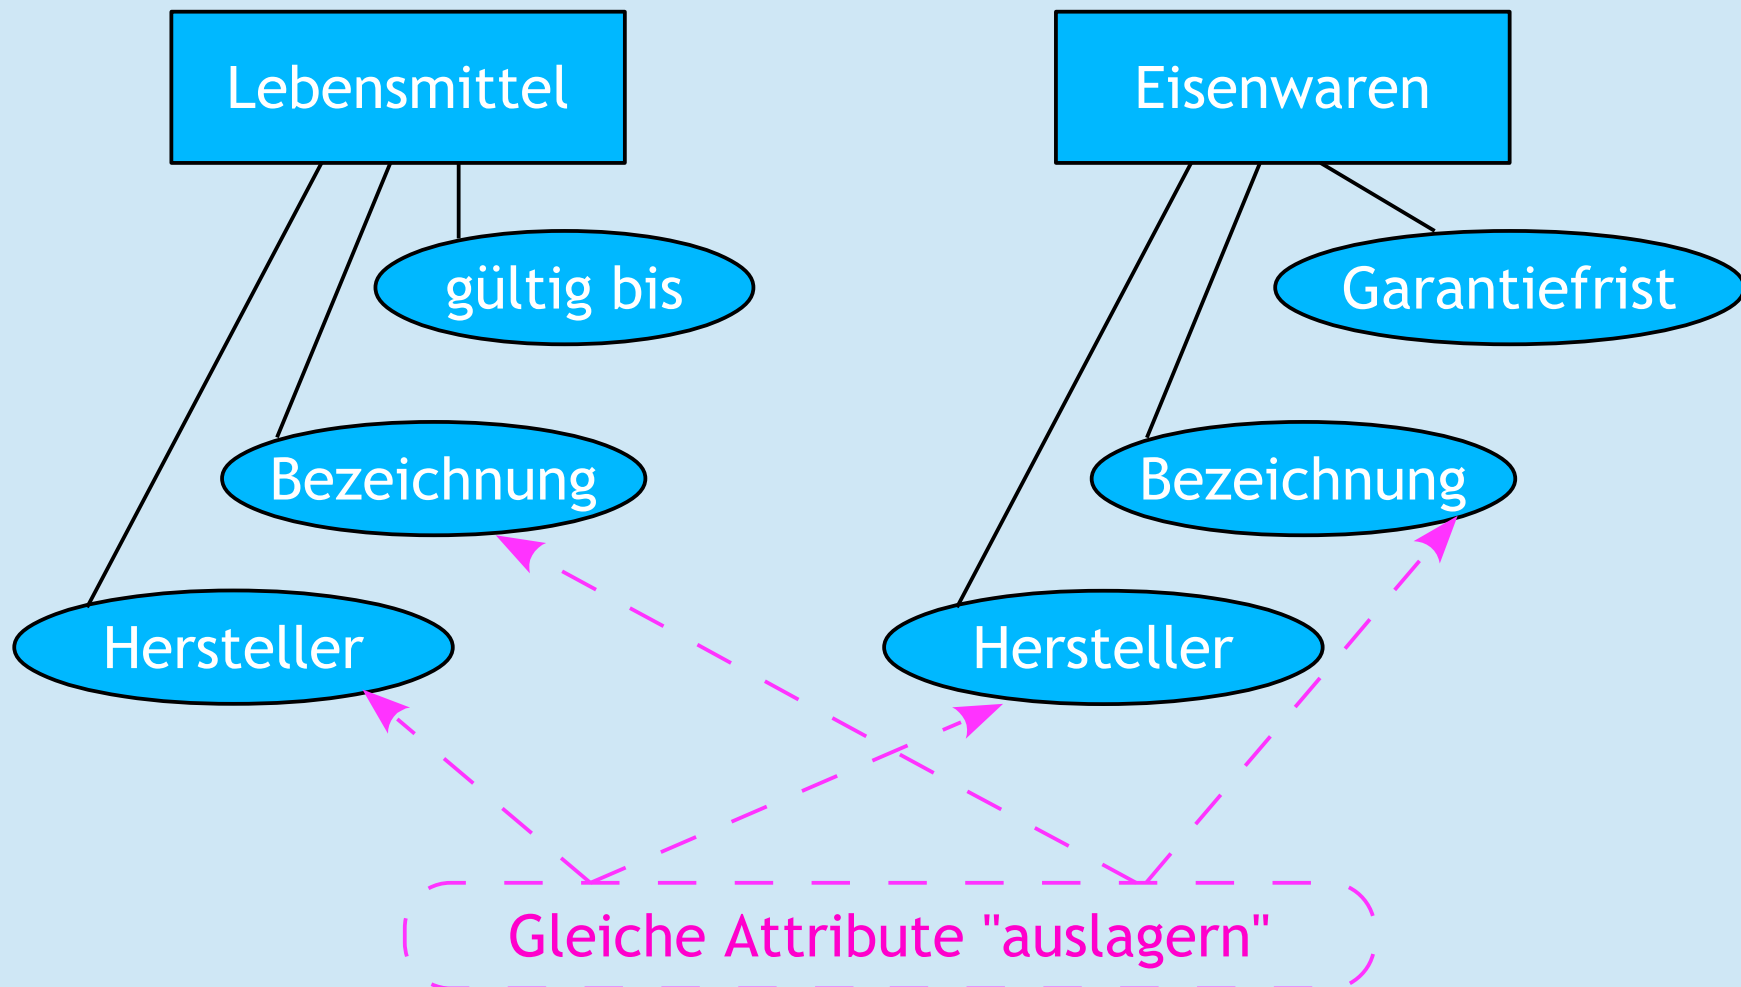 Lebensmittel
Eisenwaren
gültig bis
Garantiefrist
Bezeichnung
Bezeichnung
Hersteller
Hersteller
Gleiche Attribute "auslagern"